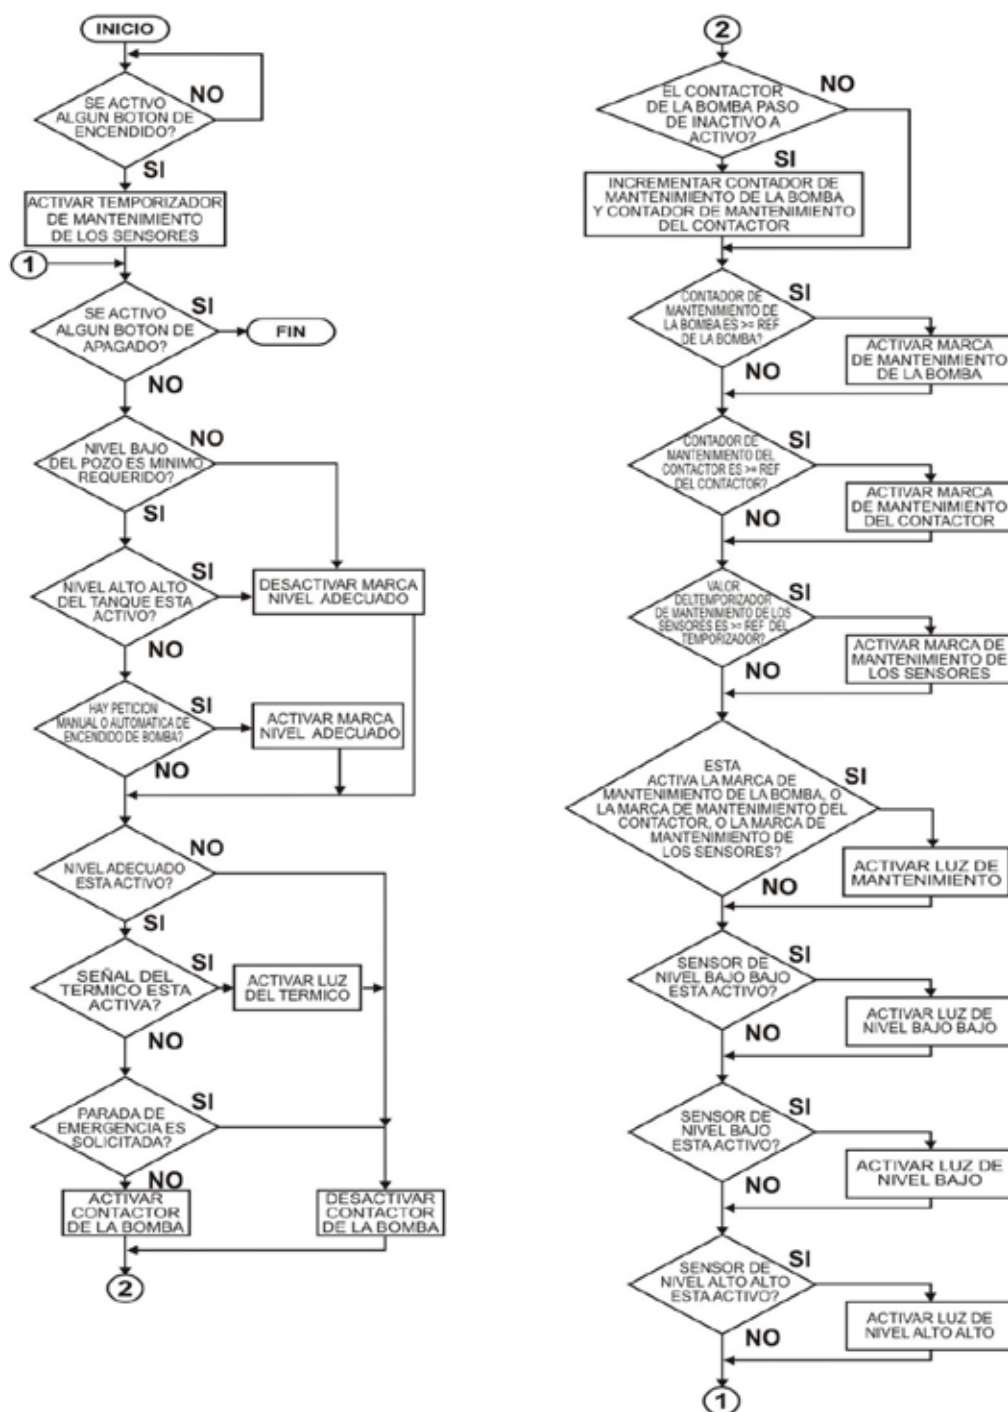 INICIO
SE ACTIVO
ALGUN BOTON DE
ENCENDIDO?
NO
SI
ACTIVAR TEMPORIZADOR
DE MANTENIMIENTO
DE LOS SENSORES
1
SE ACTIVO
ALGUN BOTON DE
APAGADO?
SI
FIN
NO
NIVEL BAJO
DEL POZO ES MINIMO
REQUERIDO?
NO
SI
NIVEL ALTO ALTO
DEL TANQUE ESTA
ACTIVO?
SI
DESACTIVAR MARCA
NIVEL ADECUADO
NO
HAY PETICION
MANUAL O AUTOMATICA DE
ENCENDIDO DE BOMBA?
SI
ACTIVAR MARCA
NIVEL ADECUADO
NO
NIVEL ADECUADO
ESTA ACTIVO?
NO
SI
SEÑAL DEL
TERMICO ESTA
ACTIVA?
SI
ACTIVAR LUZ
DEL TERMICO
NO
PARADA DE
EMERGENCIA ES
SOLICITADA?
SI
NO
ACTIVAR
CONTACTOR
DE LA BOMBA
DESACTIVAR
CONTACTOR
DE LA BOMBA
2
2
EL CONTACTOR
DE LA BOMBA PASO
DE INACTIVO A
ACTIVO?
NO
SI
INCREMENTAR CONTADOR DE
MANTENIMIENTO DE LA BOMBA
Y CONTADOR DE MANTENIMIENTO
DEL CONTACTOR
CONTADOR DE
MANTENIMIENTO DE
LA BOMBA ES >= REF
DE LA BOMBA?
SI
ACTIVAR MARCA
DE MANTENIMIENTO
DE LA BOMBA
NO
CONTADOR DE
MANTENIMIENTO DEL
CONTACTOR ES >= REF
DEL CONTACTOR?
SI
ACTIVAR MARCA
DE MANTENIMIENTO
DEL CONTACTOR
NO
VALOR
DELTEMPORIZADOR
DE MANTENIMIENTO DE LOS
SENSORES ES >= REF DEL
TEMPORIZADOR?
SI
ACTIVAR MARCA DE
MANTENIMIENTO DE
LOS SENSORES
NO
ESTA
ACTIVA LA MARCA DE
MANTENIMIENTO DE LA BOMBA, O
LA MARCA DE MANTENIMIENTO DEL
CONTACTOR, O LA MARCA DE
MANTENIMIENTO DE
LOS SENSORES?
SI
ACTIVAR LUZ DE
MANTENIMIENTO
NO
SENSOR DE
NIVEL BAJO BAJO
ESTA ACTIVO?
SI
ACTIVAR LUZ DE
NIVEL BAJO BAJO
NO
SENSOR DE
NIVEL BAJO
ESTA ACTIVO?
SI
ACTIVAR LUZ DE
NIVEL BAJO
NO
SENSOR DE
NIVEL ALTO ALTO
ESTA ACTIVO?
SI
ACTIVAR LUZ DE
NIVEL ALTO ALTO
NO
1